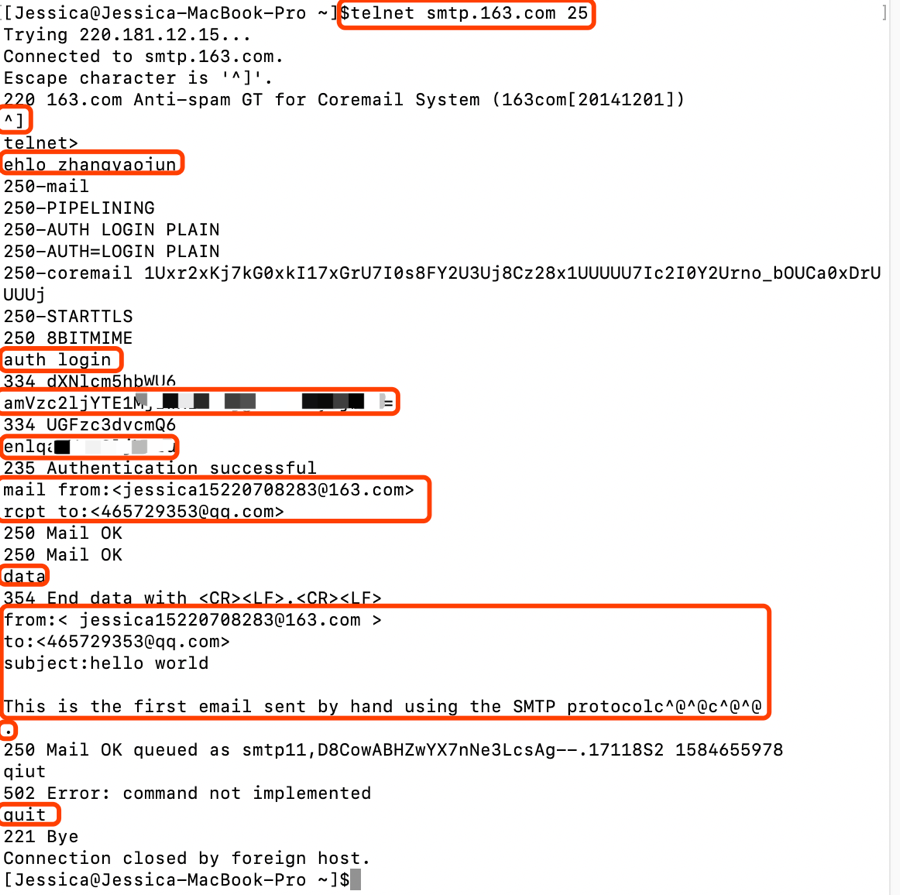 [Jessica@Jessica-MacBook-Pro ~]$telnet smtp.163.com 25
Trying 220.181.12.15...
Connected to smtp.163.com.
Escape character is '^]'.
220 163.com Anti-spam GT for Coremail System (163com[20141201])
^]
telnet>
ehlo zhangyaojun
250-mail
250-PIPELINING
250-AUTH LOGIN PLAIN
250-AUTH=LOGIN PLAIN
250-coremail 1Uxr2xKj7kG0xkI17xGrU7I0s8FY2U3Uj8Cz28x1UUUUU7Ic2I0Y2Urno_bOUCa0xDrU
UUUj
250-STARTTLS
250 8BITMIME
auth login
334 dXNlcm5hbWU6
334 UGFzc3dvcmQ6
235 Authentication successful
mail from:<jessica15220708283@163.com>
rcpt to:<465729353@qq.com>
250 Mail OK
250 Mail OK
data
354 End data with <CR><LF>.<CR><LF>
from:< jessica15220708283@163.com >
to:<465729353@qq.com>
subject:hello world
This is the first email sent by hand using the SMTP protocolc^@^@c^@^@
.
250 Mail OK queued as smtp11,D8CowABHZwYX7nNe3LcsAg--.17118S2 1584655978
qiut
502 Error: command not implemented
quit
221 Bye
Connection closed by foreign host.
[Jessica@Jessica-MacBook-Pro ~]$